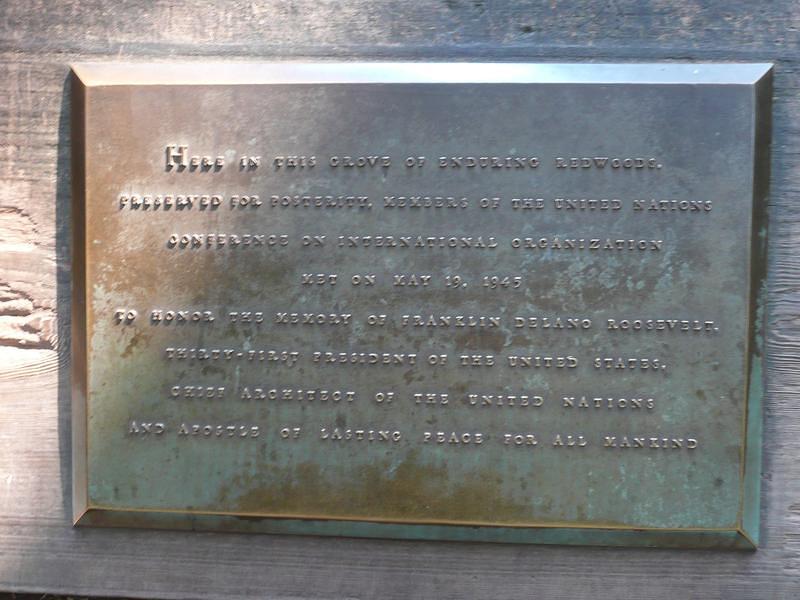 HERE IN THIS GROVE OF ENDURING REDWOODS,
PRESERVED FOR POSTERITY, MEMBERS OF THE UNITED NATIONS
CONFERENCE ON INTERNATIONAL ORGANIZATION
MET ON MAY 19, 1945
TO HONOR THE MEMORY OF FRANKLIN DELANO ROOSEVELT,
THIRTY-FIRST PRESIDENT OF THE UNITED STATES,
CHIEF ARCHITECT OF THE UNITED NATIONS
AND APOSTLE OF LASTING PEACE FOR ALL MANKIND